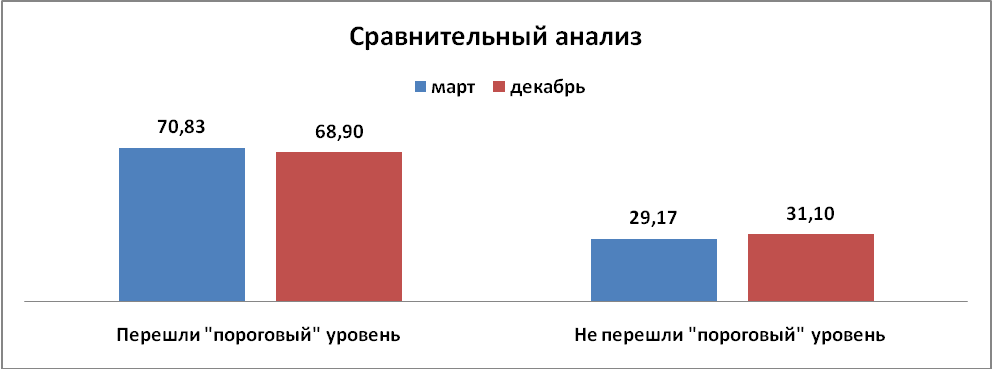 Сравнительный анализ
март декабрь
70,83
68,90
29,17
31,10
Перешли "пороговый" уровень
Не перешли "пороговый" уровень